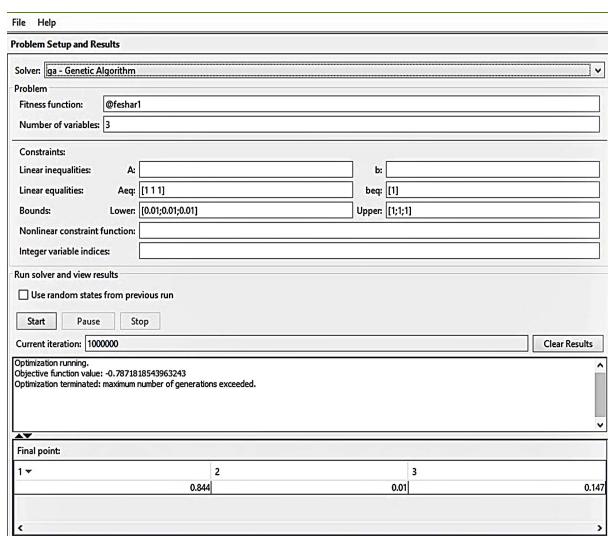 File Help
Problem Setup and Results
Solver: ga - Genetic Algorithm
Problem
Fitness function: @feshar1
Number of variables: 3
Constraints:
Linear inequalities: A: b:
Linear equalities: Aeq: [1 1 1] beq: [1]
Bounds: Lower: [0.01;0.01;0.01] Upper: [1;1;1]
Nonlinear constraint function:
Integer variable indices:
Run solver and view results
Use random states from previous run
Start Pause Stop
Current iteration: 1000000 Clear Results
Optimization running.
Objective function value: -0.7871818543963243
Optimization terminated: maximum number of generations exceeded.
Final point:
1 2 3
0.844 0.01 0.147